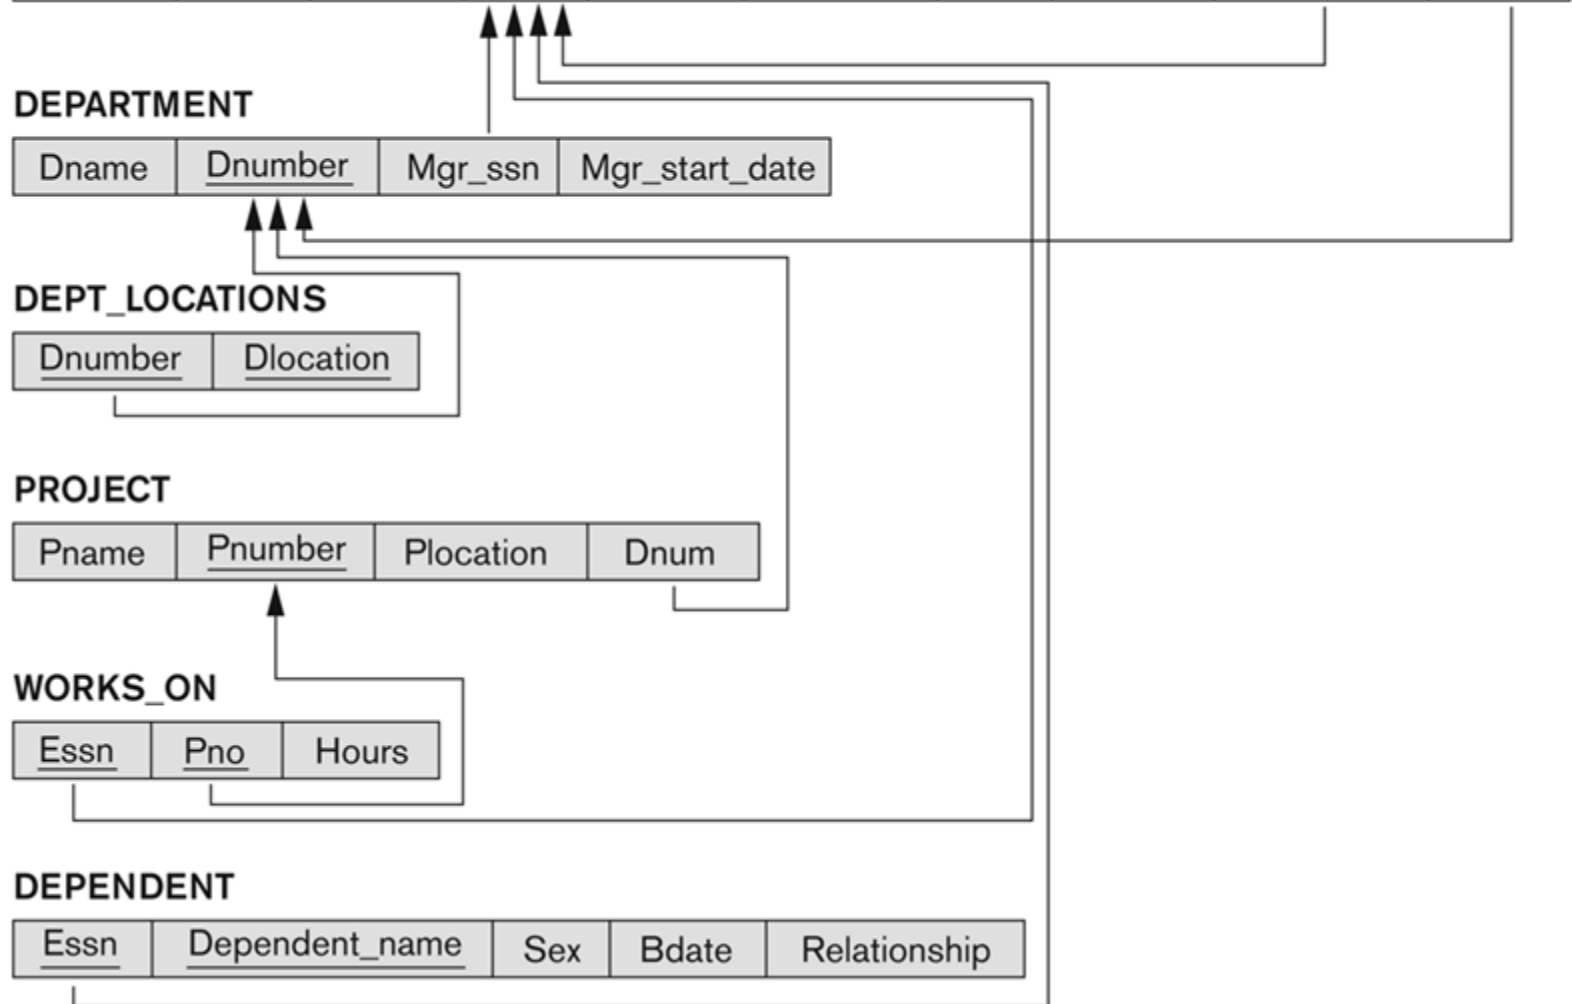 DEPARTMENT
Dname Dnumber Mgr_ssn Mgr_start_date
DEPT_LOCATIONS
Dnumber Dlocation
PROJECT
Pname Pnumber Plocation Dnum
WORKS_ON
Essn Pno Hours
DEPENDENT
Essn Dependent_name Sex Bdate Relationship